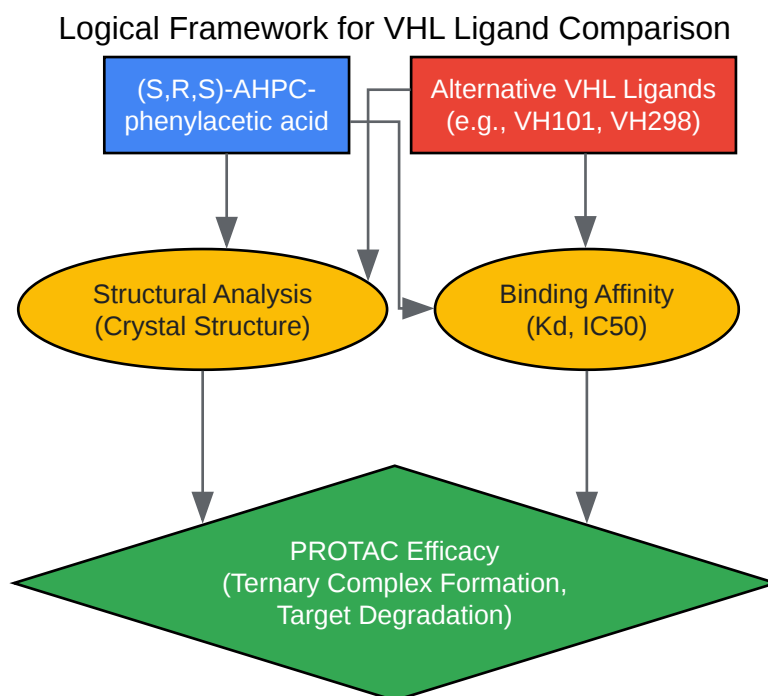 Logical Framework for VHL Ligand Comparison
(S,R,S)-AHPC-
phenylacetic acid
Alternative VHL Ligands
(e.g., VH101, VH298)
Structural Analysis
(Crystal Structure)
Binding Affinity
(Kd, IC50)
PROTAC Efficacy
(Ternary Complex Formation,
Target Degradation)